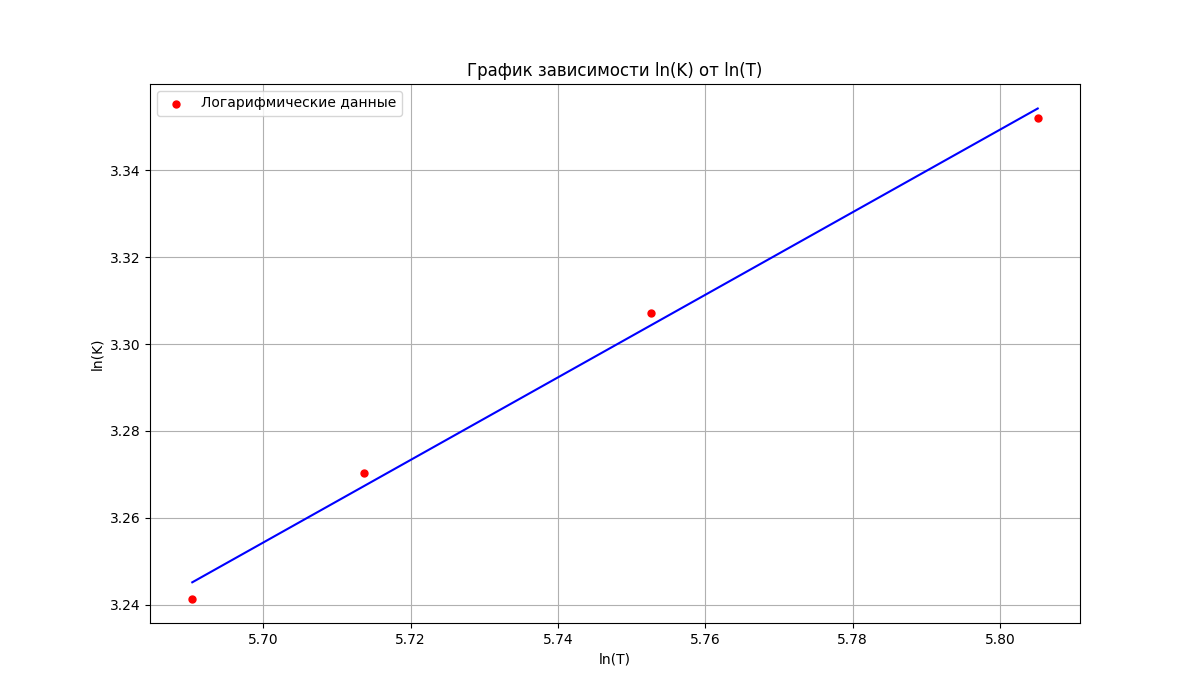 График зависимости ln(K) от ln(T)
Логарифмические данные
3.34
3.32
3.30
3.28
3.26
3.24
ln(K)
5.70 5.72 5.74 5.76 5.78 5.80
ln(T)